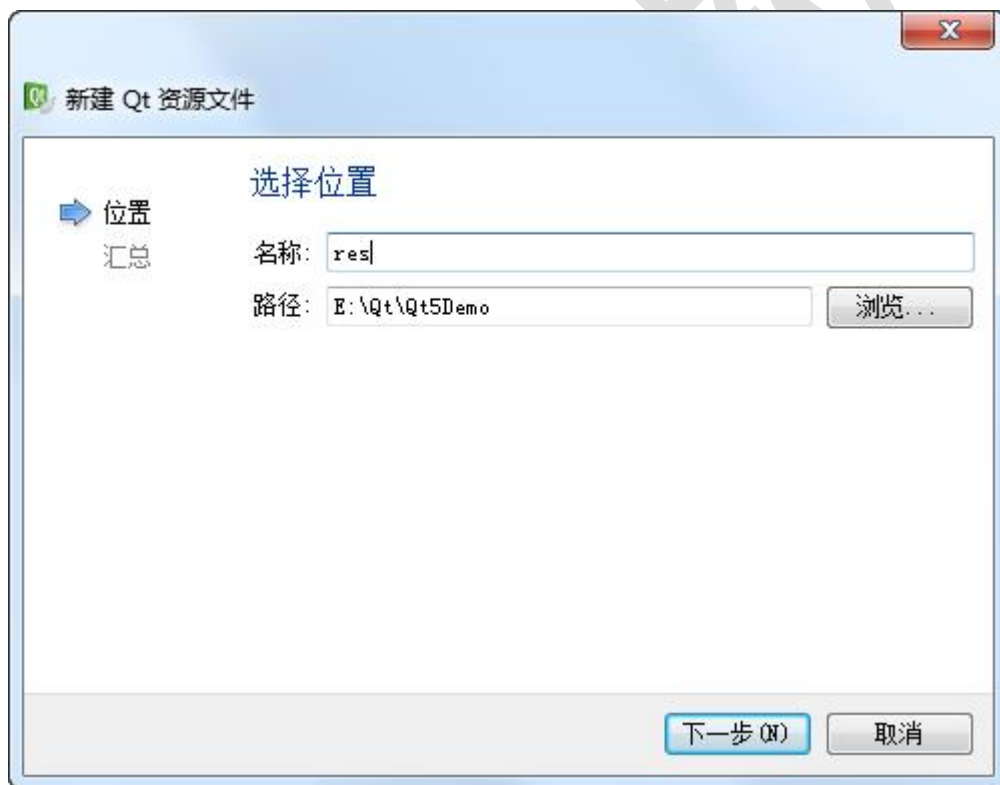 新建 Qt 资源文件
选择位置
位置
汇总
名称: res
路径: E:\Qt\Qt5Demo 浏览...
下一步(N) 取消